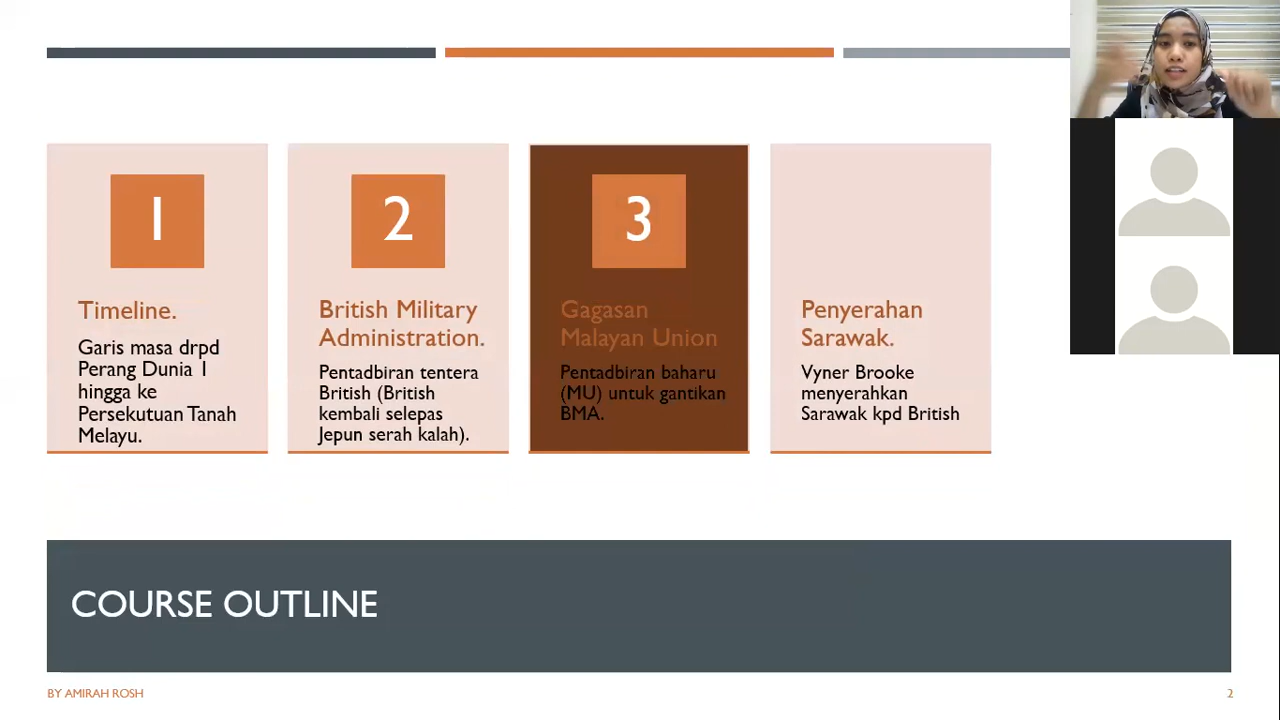 1
Timeline.
Garis masa drpd
Perang Dunia 1
hingga ke
Persekutuan Tanah
Melayu.
2
British Military
Administration.
Pentadbiran tentera
British (British
kembali selepas
Jepun serah kalah).
3
Gagasan
Malayan Union
Pentadbiran baharu
(MU) untuk gantikan
BMA.
Penyerahan
Sarawak.
Vyner Brooke
menyerahkan
Sarawak kpd British
COURSE OUTLINE
BY AMIRAH ROSH
2